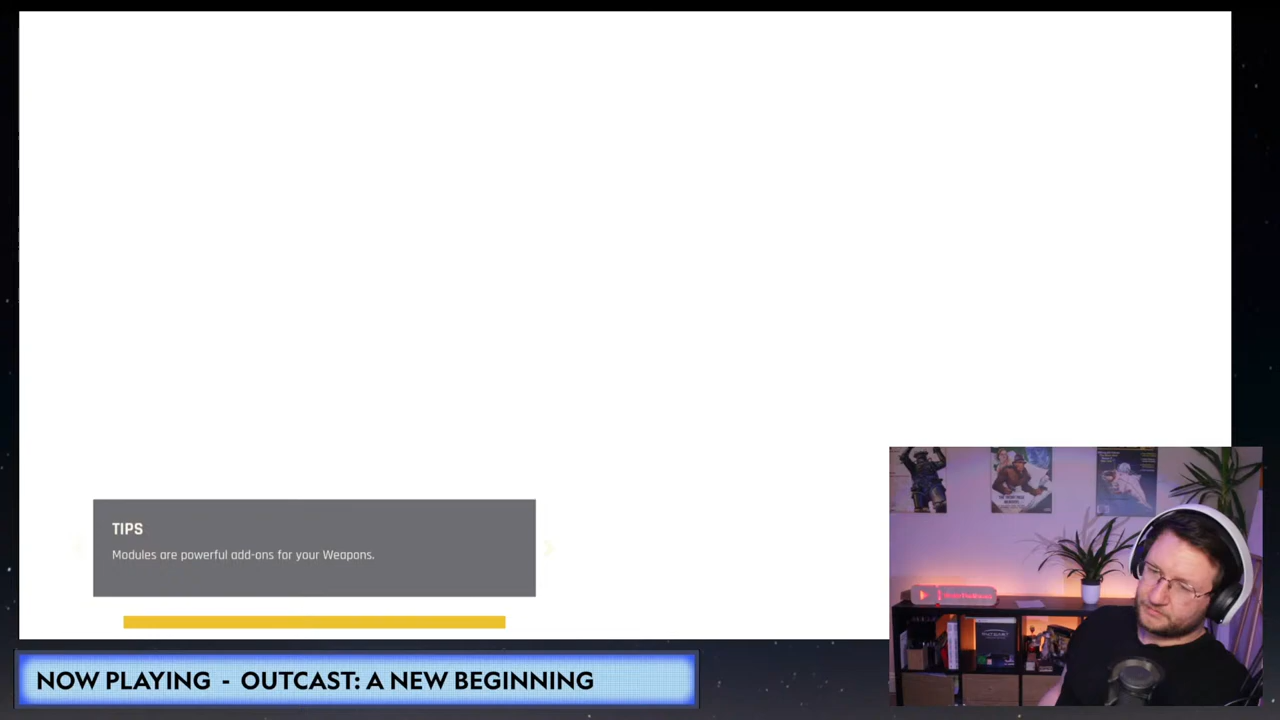 TIPS
Modules are powerful add-ons for your Weapons.
NOW PLAYING - OUTCAST: A NEW BEGINNING